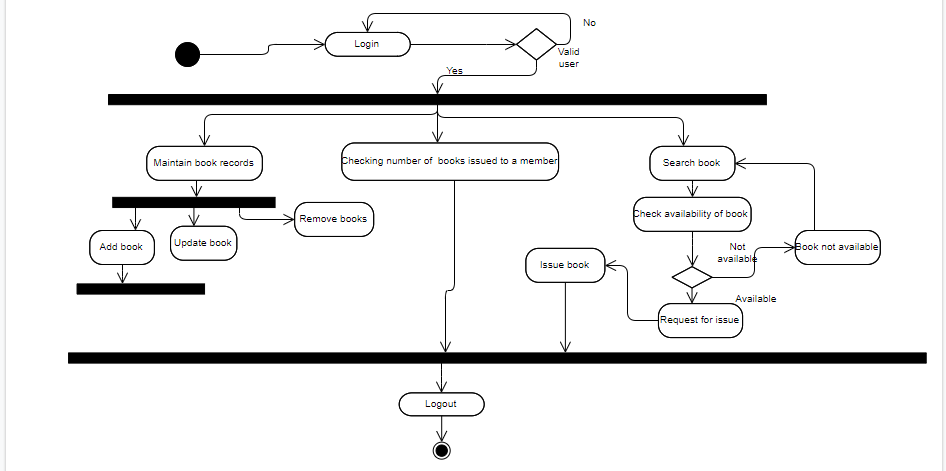 No
Login
Valid
user
Yes
Maintain book records
Checking number of books issued to a member
Search book
Check availability of book
Remove books
Add book
Update book
Not
available
Book not available
Issue book
Available
Request for issue
Logout